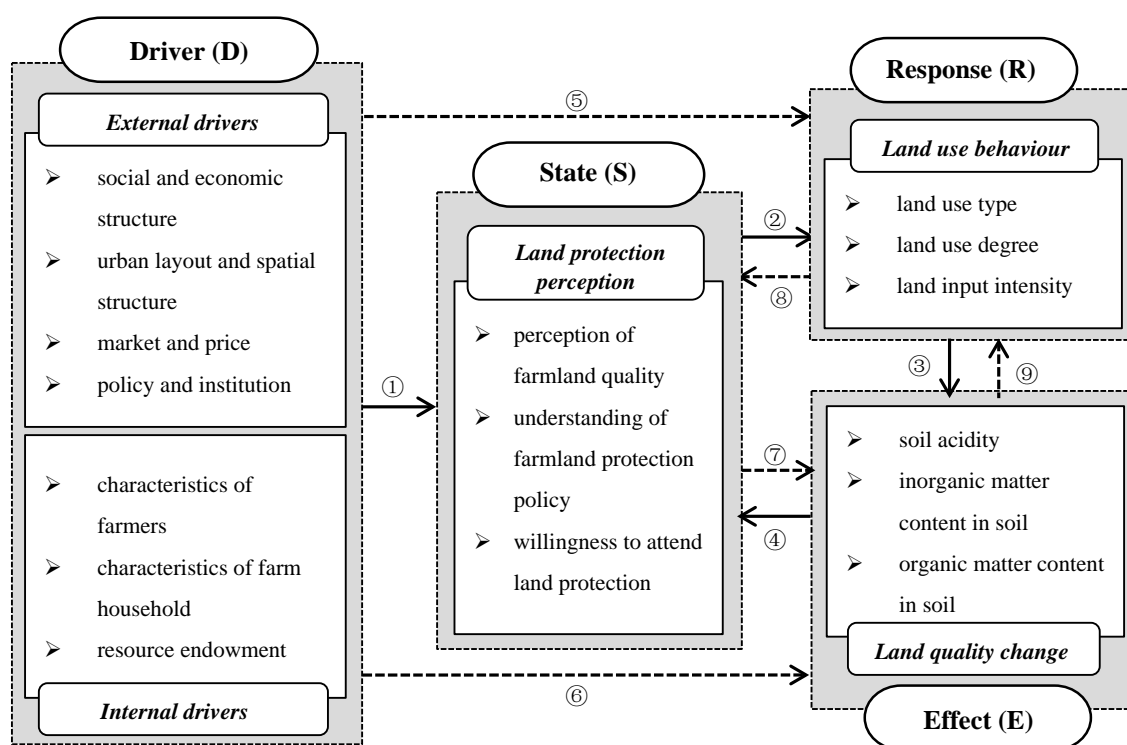 Driver (D)
External drivers
➢ social and economic
structure
➢ urban layout and spatial
structure
➢ market and price
➢ policy and institution
➢ characteristics of
farmers
➢ characteristics of farm
household
➢ resource endowment
Internal drivers
①
⑤
⑥
State (S)
Land protection
perception
➢ perception of
farmland quality
➢ understanding of
farmland protection
policy
➢ willingness to attend
land protection
②
⑧
⑦
④
Response (R)
Land use behaviour
➢ land use type
➢ land use degree
➢ land input intensity
③
⑨
➢ soil acidity
➢ inorganic matter
content in soil
➢ organic matter content
in soil
Land quality change
Effect (E)